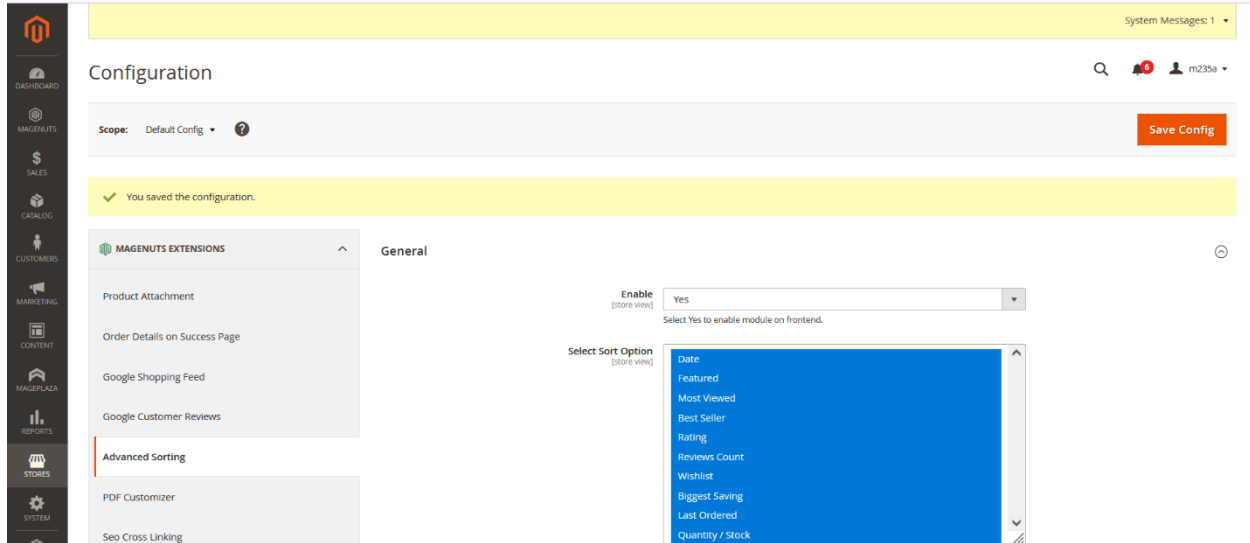 System Messages: 1
Configuration
6
m235a
Scope: Default Config
?
Save Config
You saved the configuration.
DASHBOARD
MAGENUTS
SALES
CATALOG
CUSTOMERS
MARKETING
CONTENT
MAGEPLAZA
REPORTS
STORES
SYSTEM
MAGENUTS EXTENSIONS
Product Attachment
Order Details on Success Page
Google Shopping Feed
Google Customer Reviews
Advanced Sorting
PDF Customizer
Seo Cross Linking
General
Enable
[store view]
Yes
Select Yes to enable module on frontend.
Select Sort Option
[store view]
Date
Featured
Most Viewed
Best Seller
Rating
Reviews Count
Wishlist
Biggest Saving
Last Ordered
Quantity / Stock